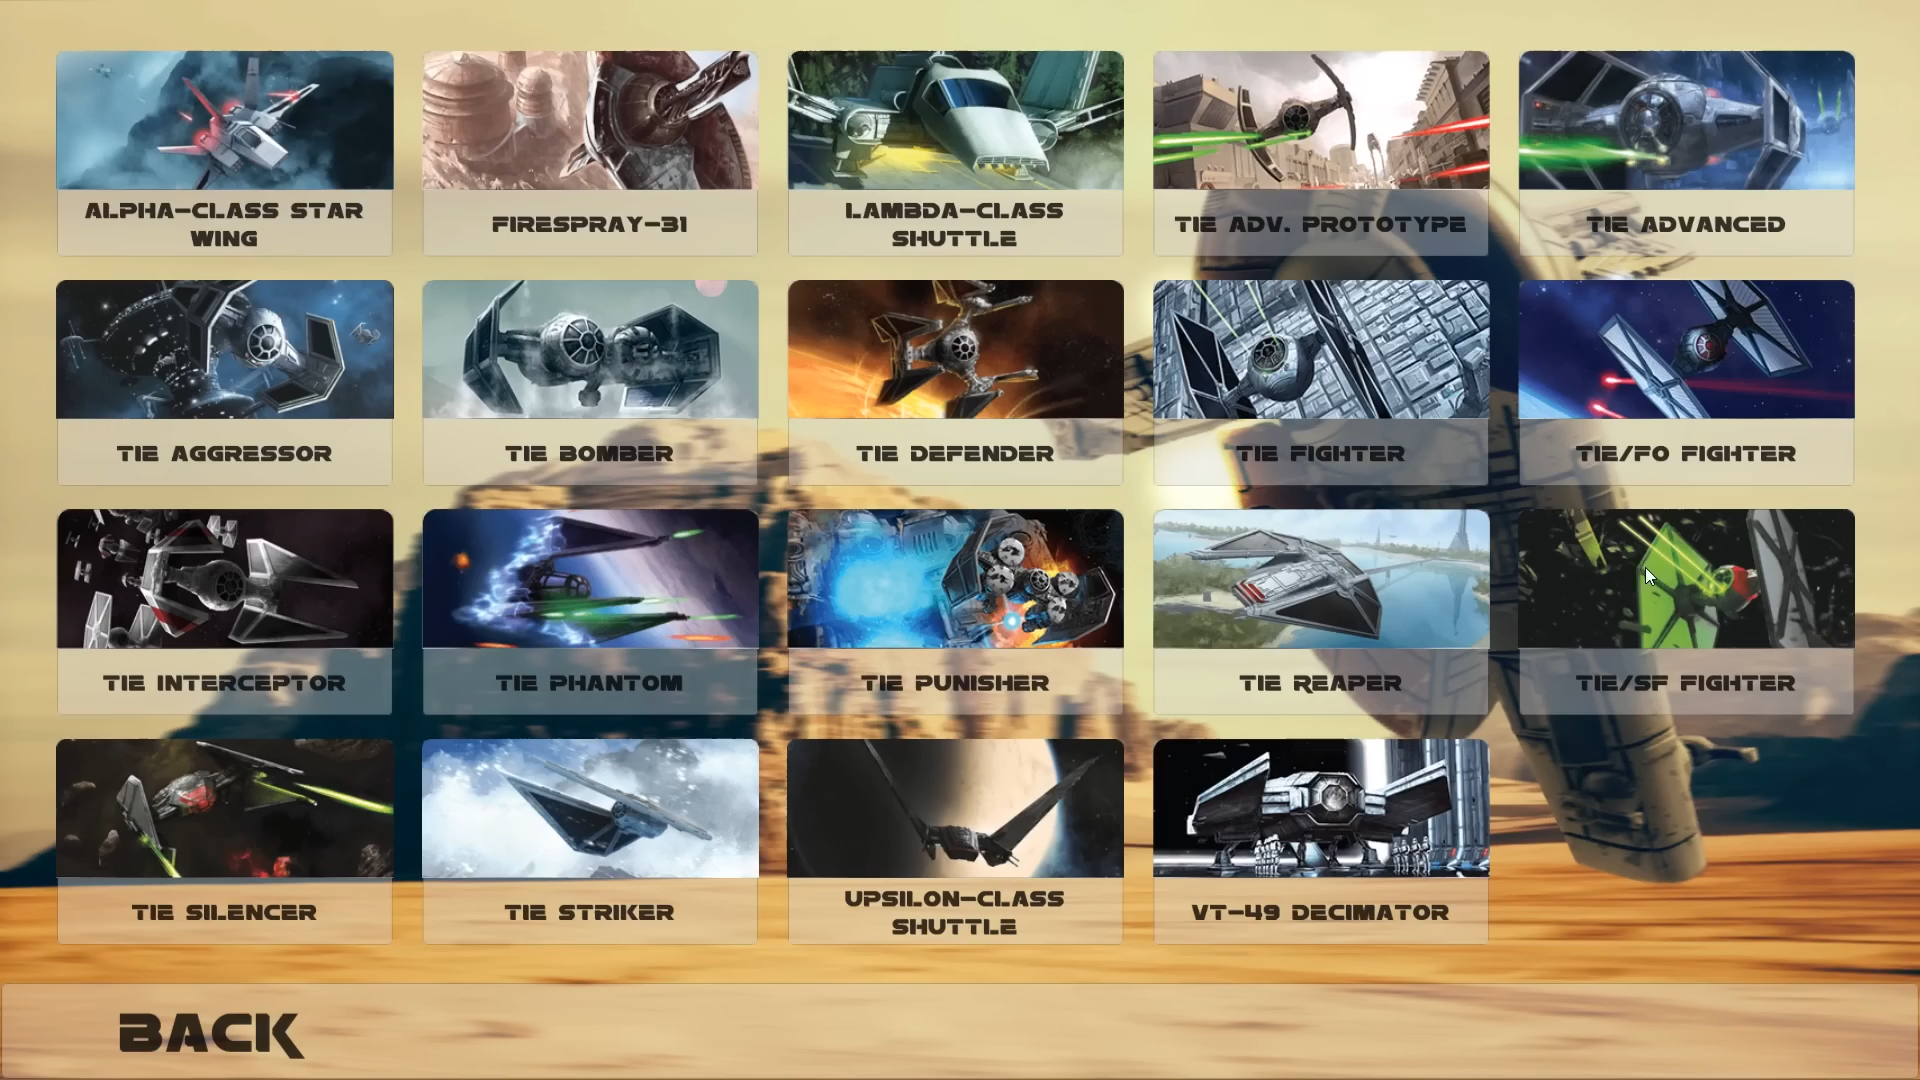 ALPHA-CLASS STAR
WING
FIRESPRAY-31
LAMBDA-CLASS
SHUTTLE
TIE ADV. PROTOTYPE
TIE ADVANCED
TIE AGGRESSOR
TIE BOMBER
TIE DEFENDER
TIE FIGHTER
TIE/FO FIGHTER
TIE INTERCEPTOR
TIE PHANTOM
TIE PUNISHER
TIE REAPER
TIE/SF FIGHTER
TIE SILENCER
TIE STRIKER
UPSILON-CLASS
SHUTTLE
VT-49 DECIMATOR
BACK